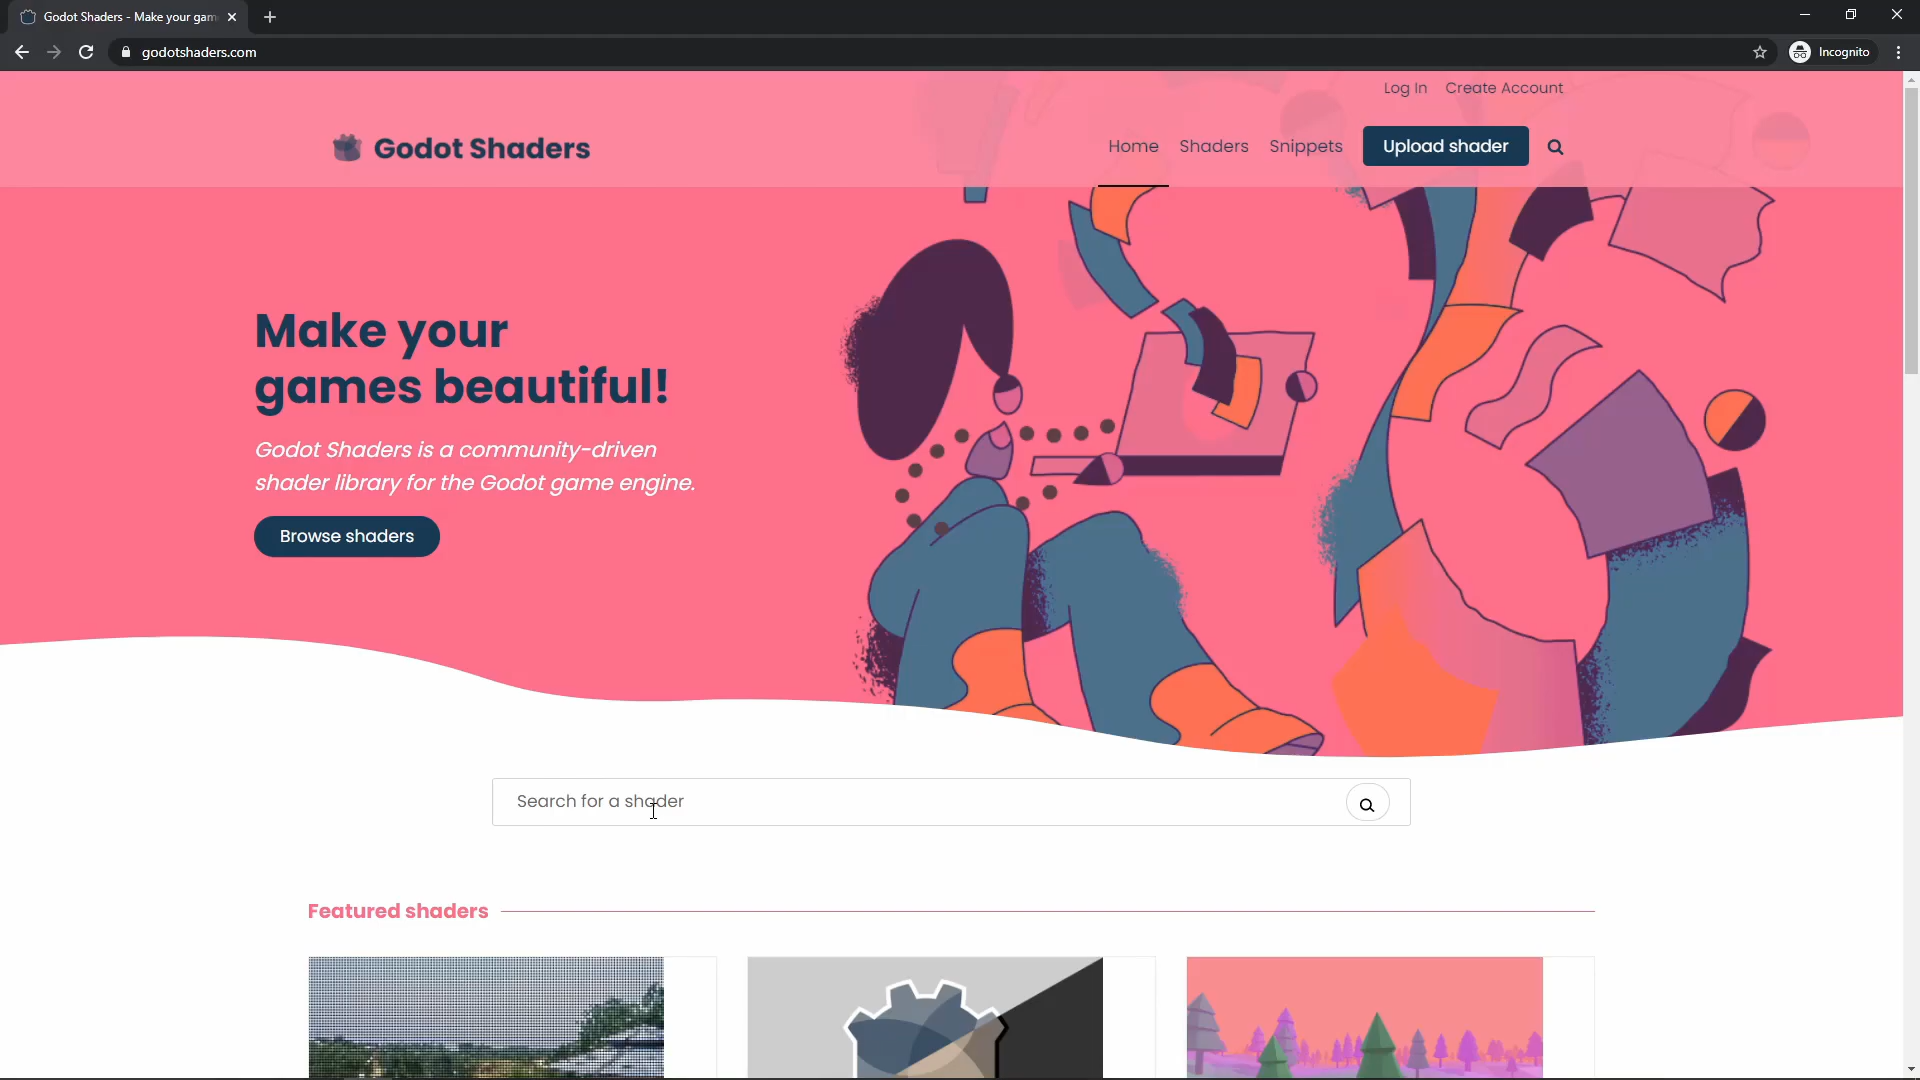 Godot Shaders - Make your gam
godotshaders.com
Incognito
Log In Create Account
Godot Shaders
Home Shaders Snippets Upload shader
Make your
games beautiful!
Godot Shaders is a community-driven
shader library for the Godot game engine.
Browse shaders
Search for a shader
Featured shaders